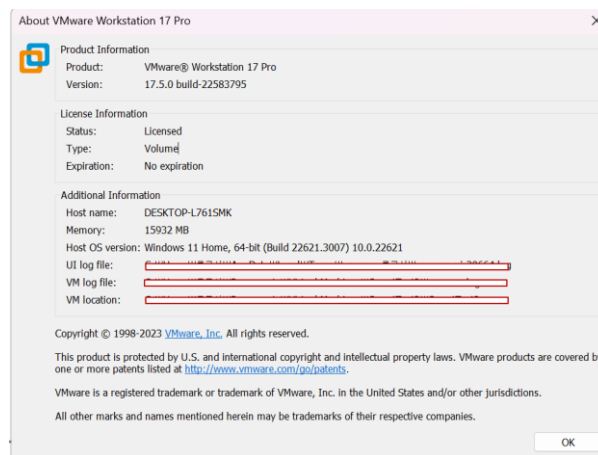 About VMware Workstation 17 Pro
Product Information
Product: VMware® Workstation 17 Pro
Version: 17.5.0 build-22583795
License Information
Status: Licensed
Type: Volume
Expiration: No expiration
Additional Information
Host name: DESKTOP-L761SMK
Memory: 15932 MB
Host OS version: Windows 11 Home, 64-bit (Build 22621.3007) 10.0.22621
UI log file:
VM log file:
VM location:
Copyright © 1998-2023 VMware, Inc. All rights reserved.
This product is protected by U.S. and international copyright and intellectual property laws. VMware products are covered
one or more patents listed at http://www.vmware.com/go/patents.
VMware is a registered trademark or trademark of VMware, Inc. in the United States and/or other jurisdictions.
All other marks and names mentioned herein may be trademarks of their respective companies.
OK